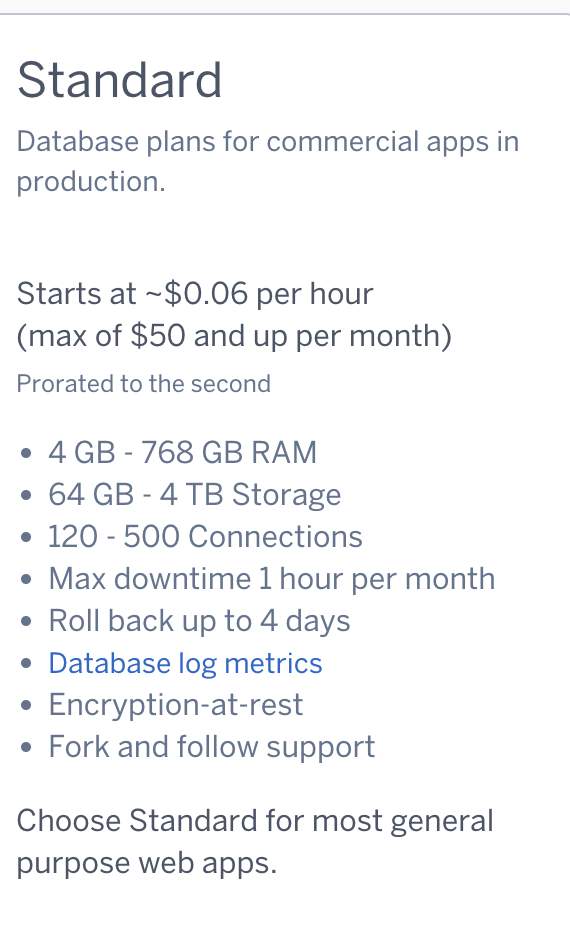 Standard
Database plans for commercial apps in
production.
Starts at ~$0.06 per hour
(max of $50 and up per month)
Prorated to the second
• 4 GB - 768 GB RAM
• 64 GB - 4 TB Storage
• 120 - 500 Connections
• Max downtime 1 hour per month
• Roll back up to 4 days
• Database log metrics
• Encryption-at-rest
• Fork and follow support
Choose Standard for most general
purpose web apps.